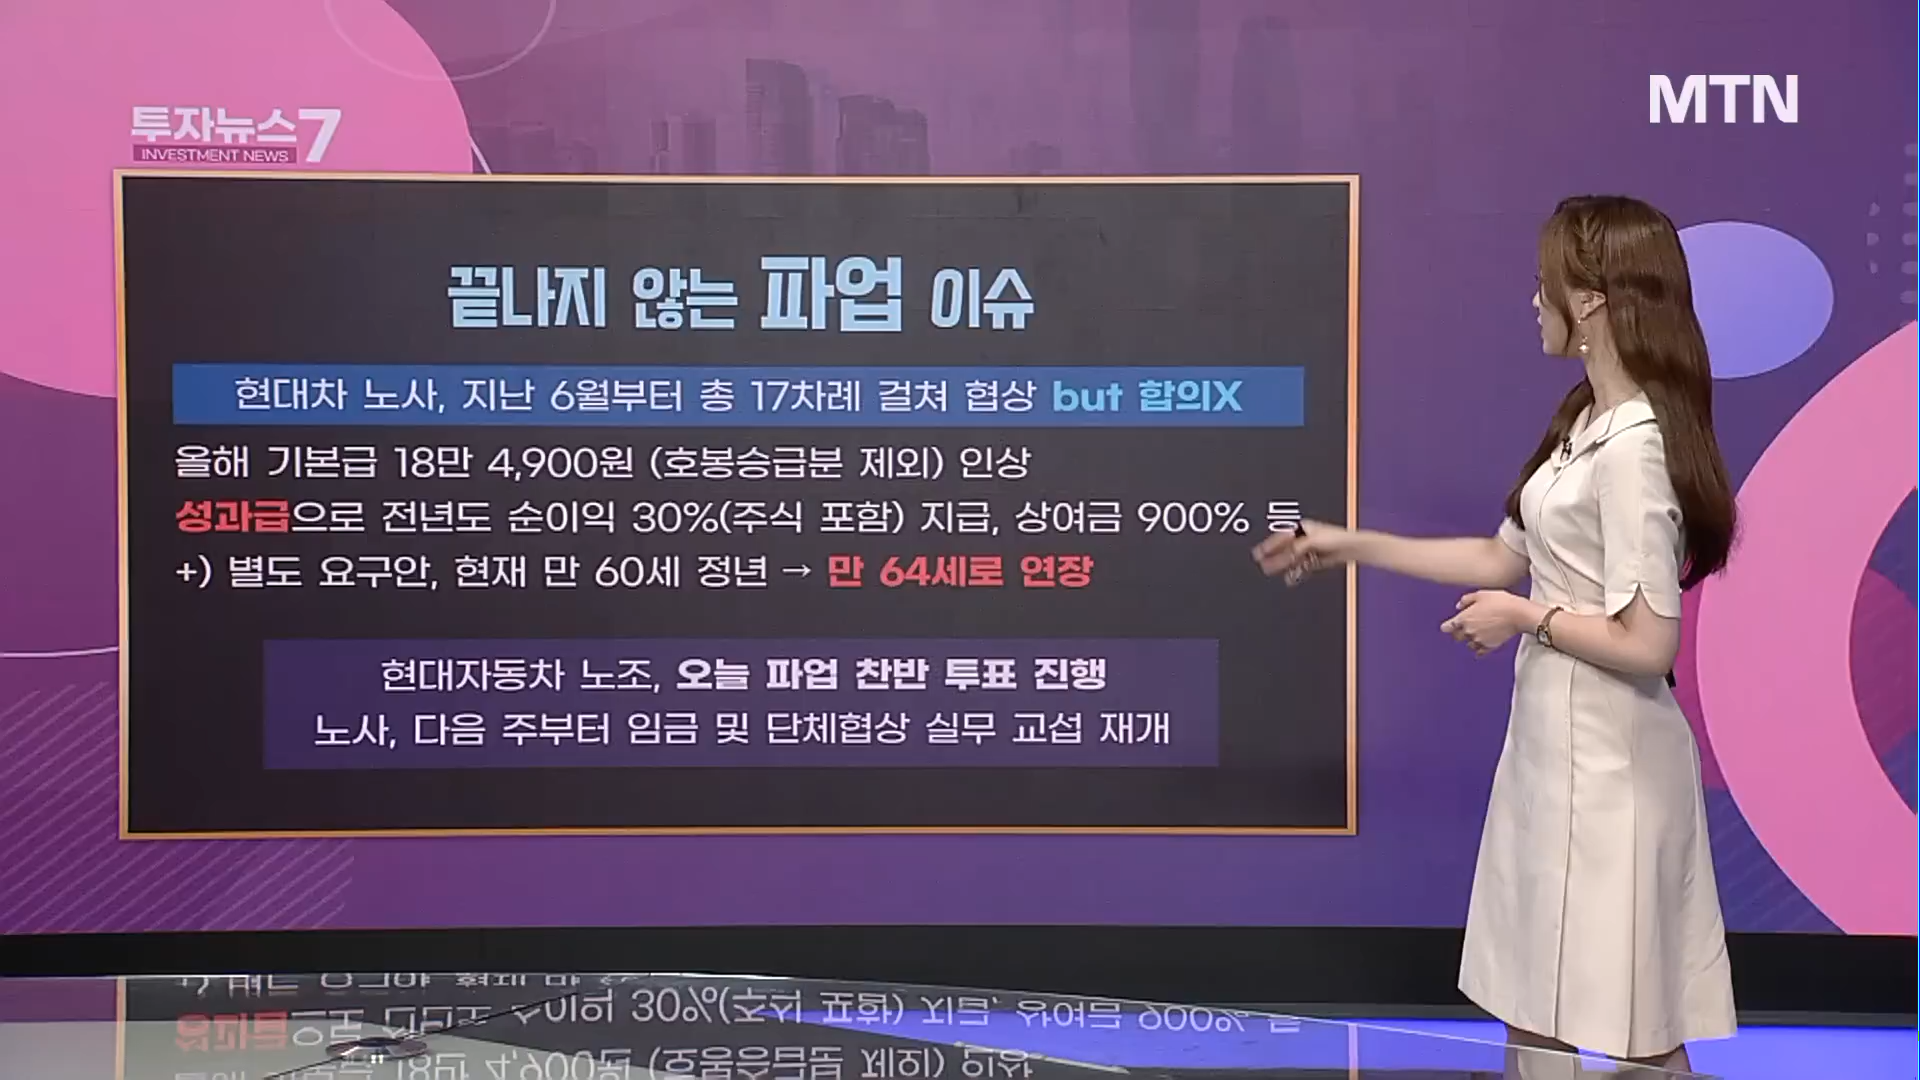 투자뉴스7
INVESTMENT NEWS
MTN
끝나지 않는 파업 이슈
현대차 노사, 지난 6월부터 총 17차례 걸쳐 협상 but 합의X
올해 기본급 18만 4,900원 (호봉승급분 제외) 인상
성과급으로 전년도 순이익 30%(주식 포함) 지급, 상여금 900% 등
+) 별도 요구안, 현재 만 60세 정년 → 만 64세로 연장
현대자동차 노조, 오늘 파업 찬반 투표 진행
노사, 다음 주부터 임금 및 단체협상 실무 교섭 재개